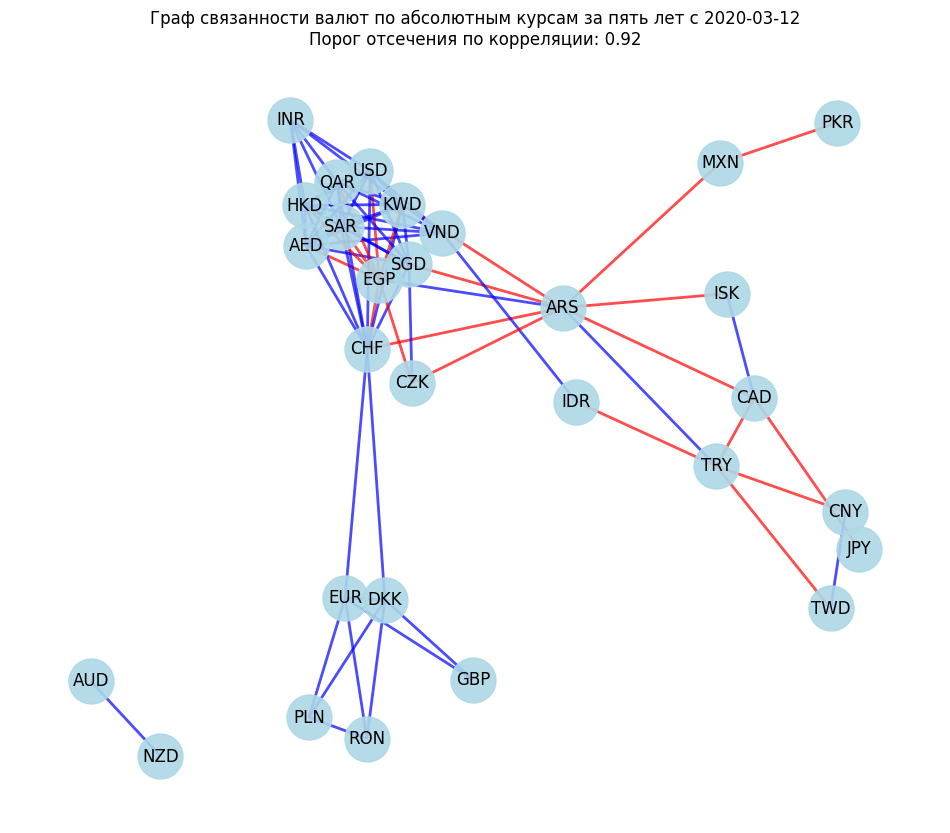 Граф связанности валют по абсолютным курсам за пять лет с 2020-03-12
Порог отсечения по корреляции: 0.92
INR
PKR
MXN
USD
QAR
HKD
KWD
SAR
VND
AED
SGD
EGP
ISK
ARS
CHF
CZK
CAD
IDR
TRY
CNY
JPY
EUR
DKK
TWD
AUD
GBP
PLN
RON
NZD